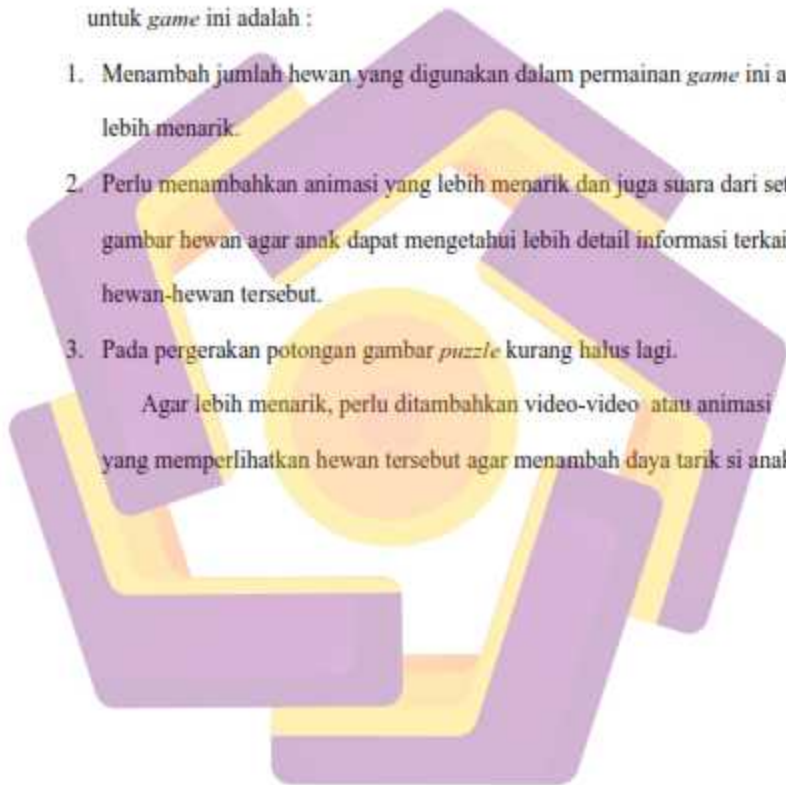 untuk game ini adalah :
1. Menambah jumlah hewan yang digunakan dalam permainan game ini a
lebih menarik.
2. Perlu menambahkan animasi yang lebih menarik dan juga suara dari set
gambar hewan agar anak dapat mengetahui lebih detail informasi terkai
hewan-hewan tersebut.
3. Pada pergerakan potongan gambar puzzle kurang halus lagi.
Agar lebih menarik, perlu ditambahkan video-video atau animasi
yang memperlihatkan hewan tersebut agar menambah daya tarik si anak